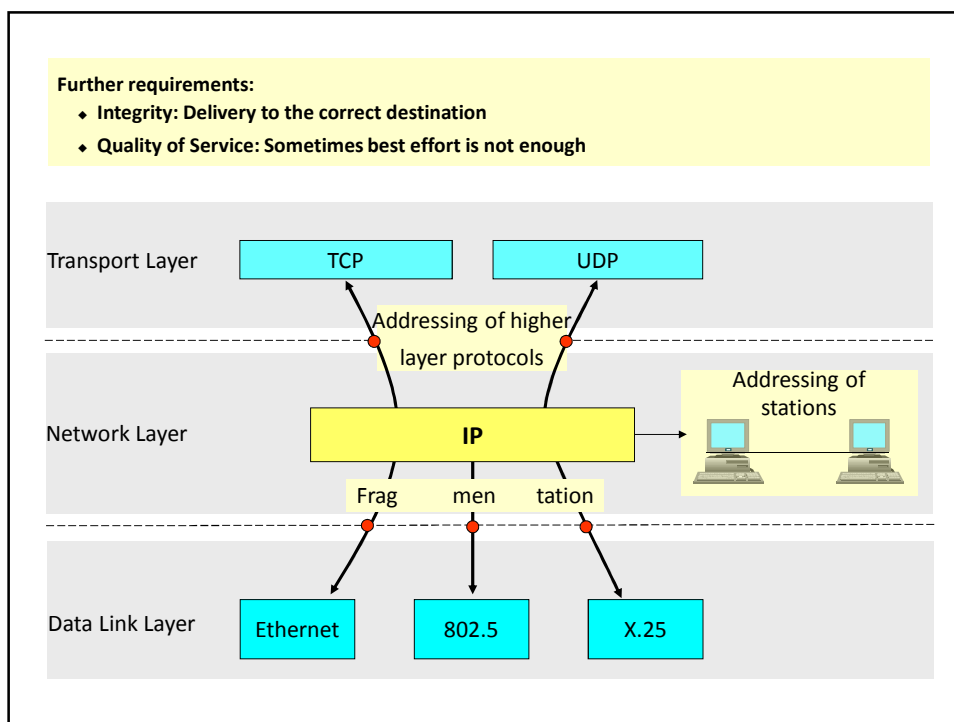 Further requirements:
◆ Integrity: Delivery to the correct destination
◆ Quality of Service: Sometimes best effort is not enough
Transport Layer
TCP
UDP
Addressing of higher
layer protocols
Addressing of
stations
Network Layer
IP
Frag men tation
Data Link Layer
Ethernet
802.5
X.25